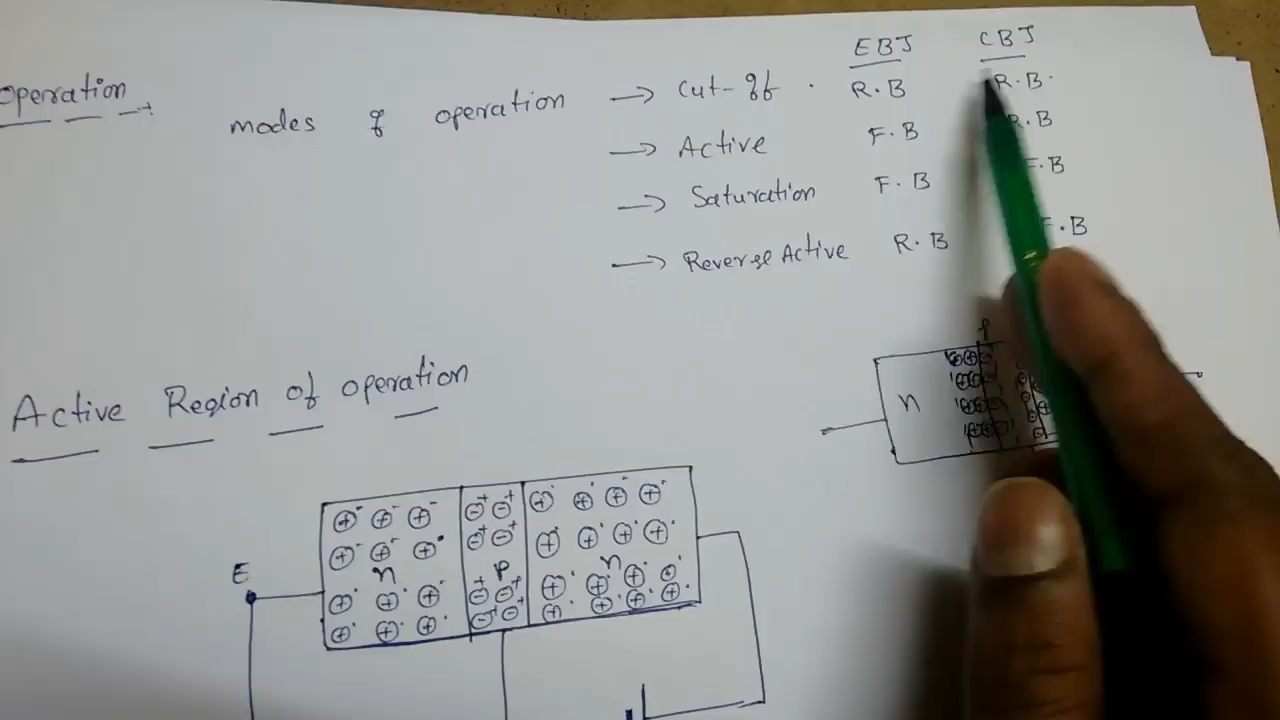 EBJ CBJ
Operation
modes of operation → Cut-off . R.B R.B.
→ Active F.B R.B
→ Saturation F.B F.B
→ Reverse Active R.B F.B
p
n
Active Region of operation
E
n p n